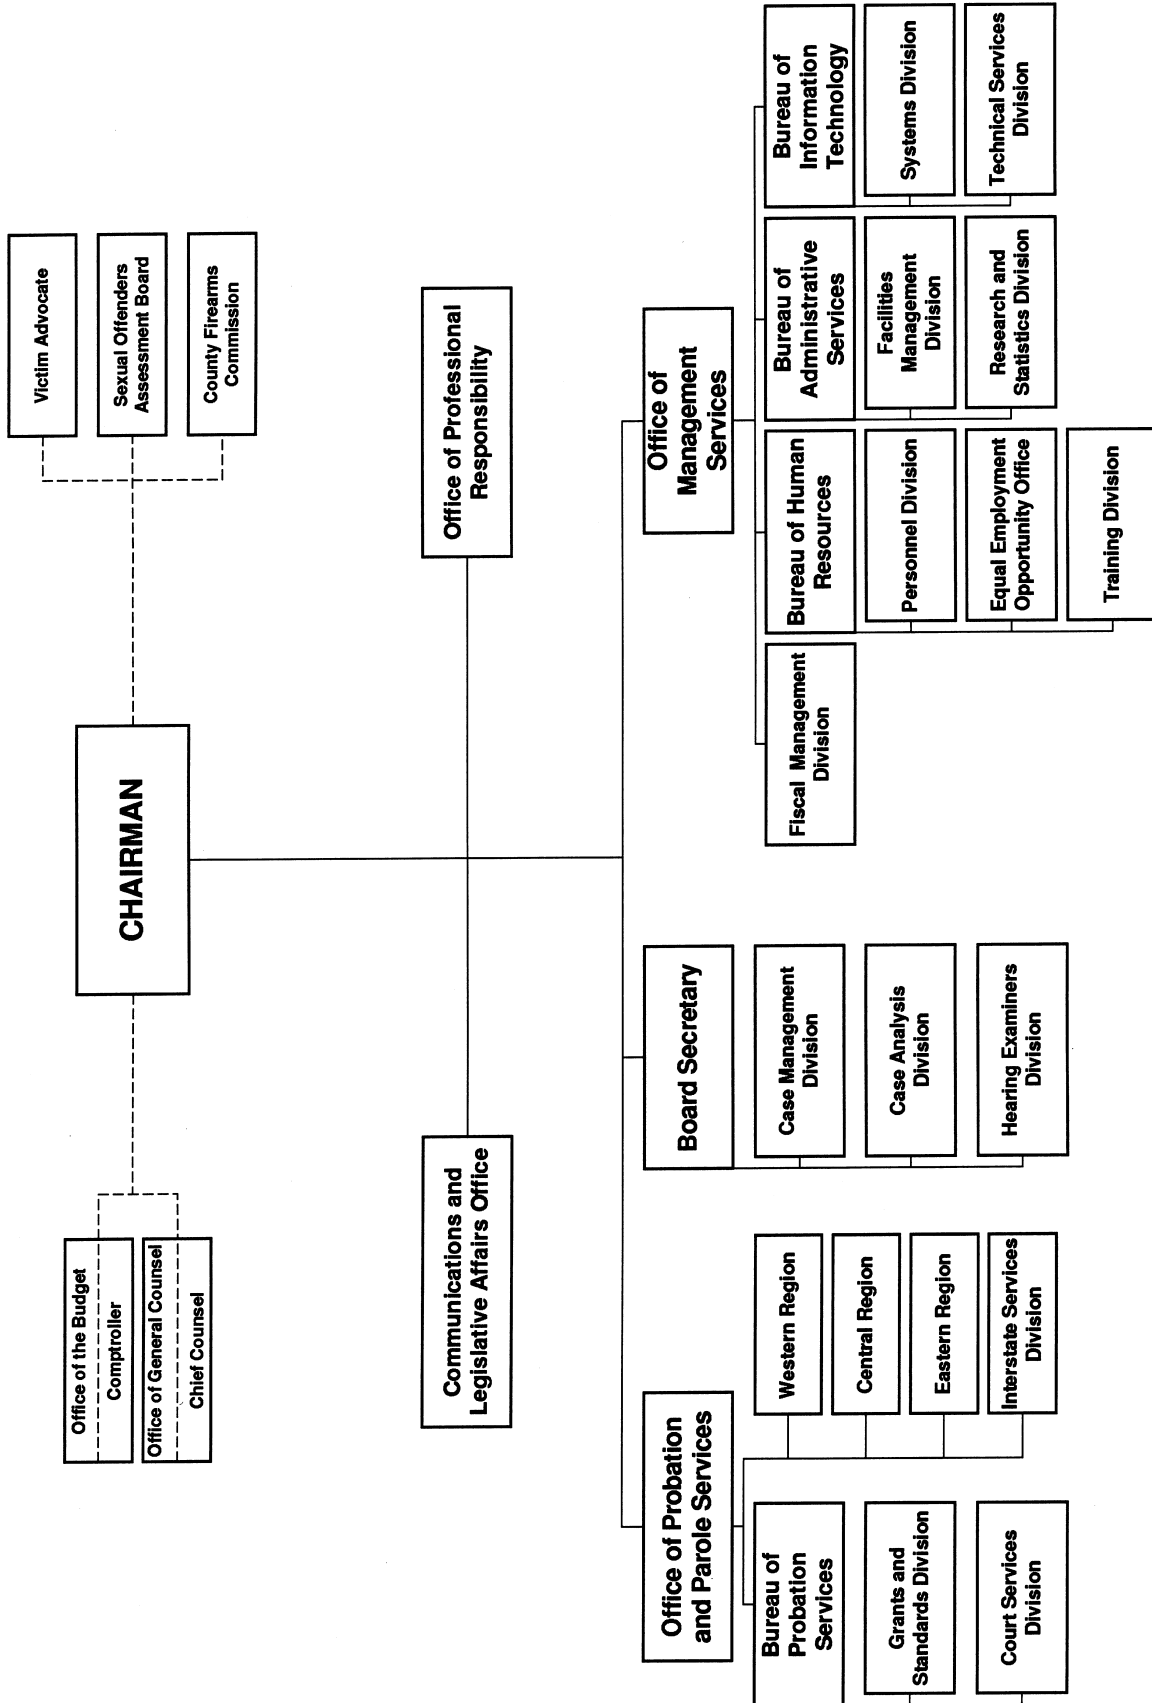 CHAIRMAN
Office of the Budget
Comptroller
Office of General Counsel
Chief Counsel
Victim Advocate
Sexual Offenders
Assessment Board
County Firearms
Commission
Communications and
Legislative Affairs Office
Office of Professional
Responsibility
Office of Probation
and Parole Services
Bureau of
Probation
Services
Grants and
Standards Division
Court Services
Division
Western Region
Central Region
Eastern Region
Interstate Services
Division
Board Secretary
Case Management
Division
Case Analysis
Division
Hearing Examiners
Division
Office of
Management
Services
Fiscal Management
Division
Bureau of Human
Resources
Personnel Division
Equal Employment
Opportunity Office
Training Division
Bureau of
Administrative
Services
Facilities
Management
Division
Research and
Statistics Division
Bureau of
Information
Technology
Systems Division
Technical Services
Division